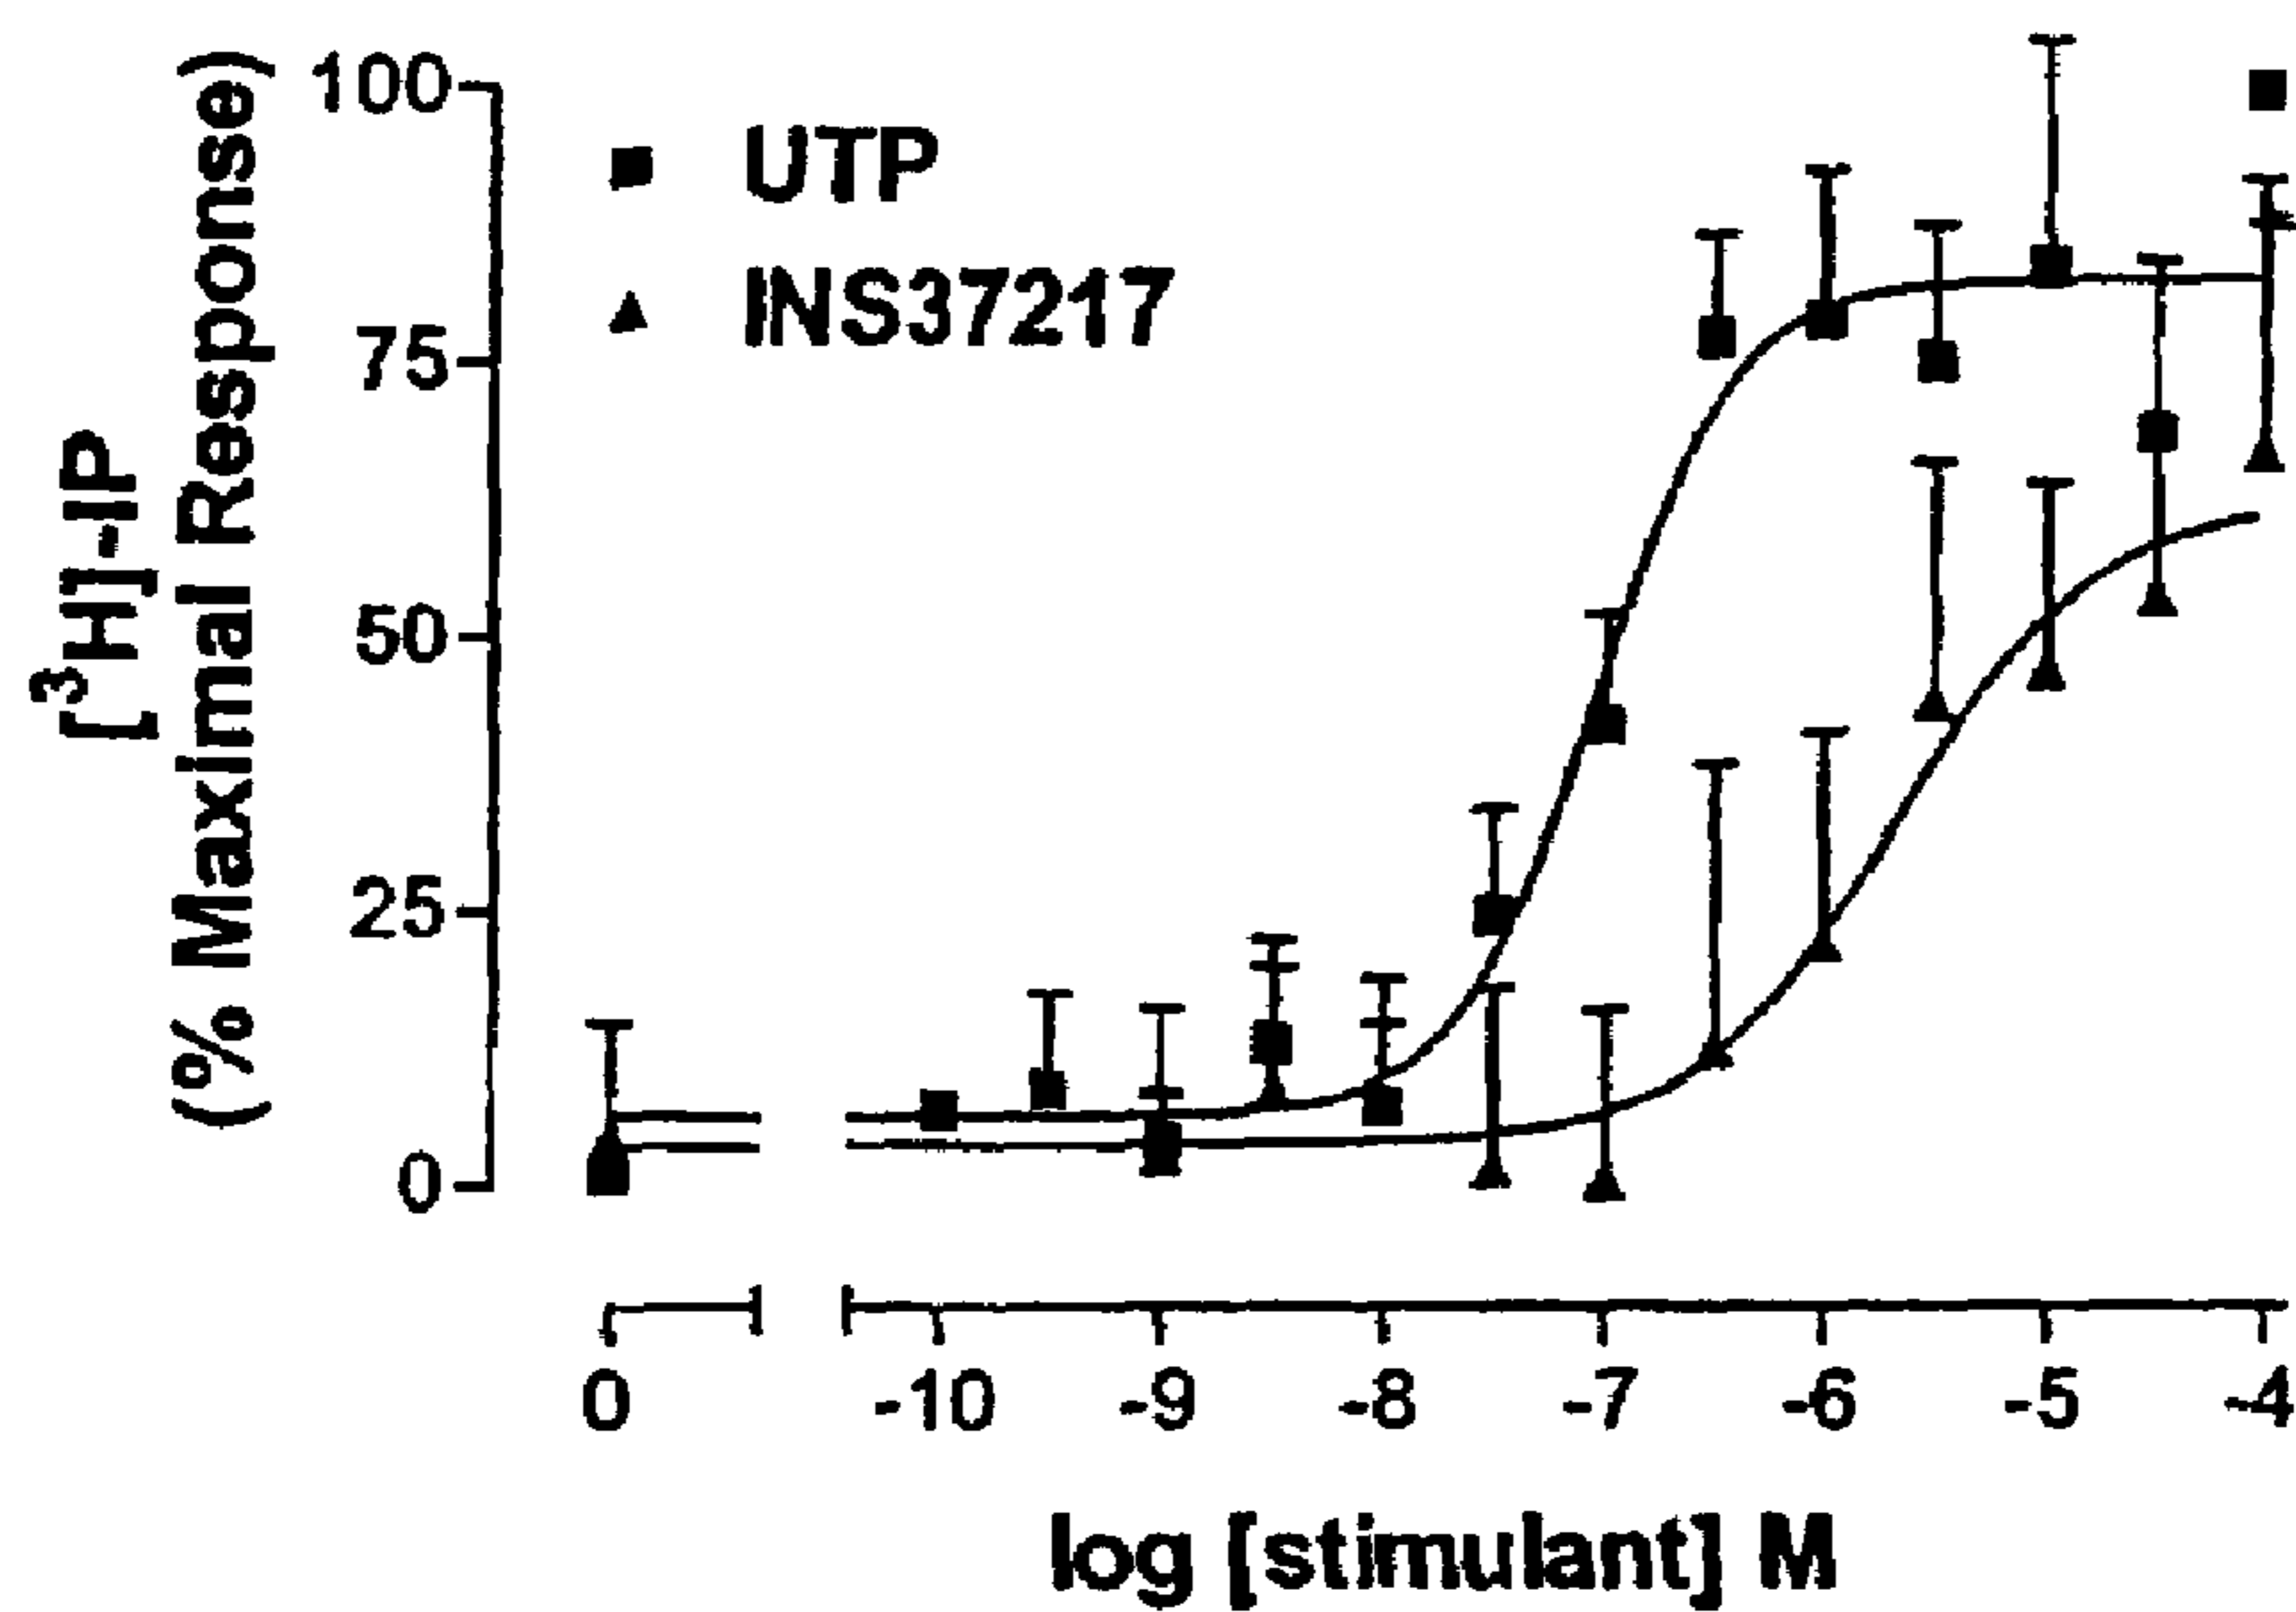 [³H]-IP
(% Maximal Response)
100
75
50
25
0
UTP
INS37217
0 -10 -9 -8 -7 -6 -5 -4
log [stimulant] M